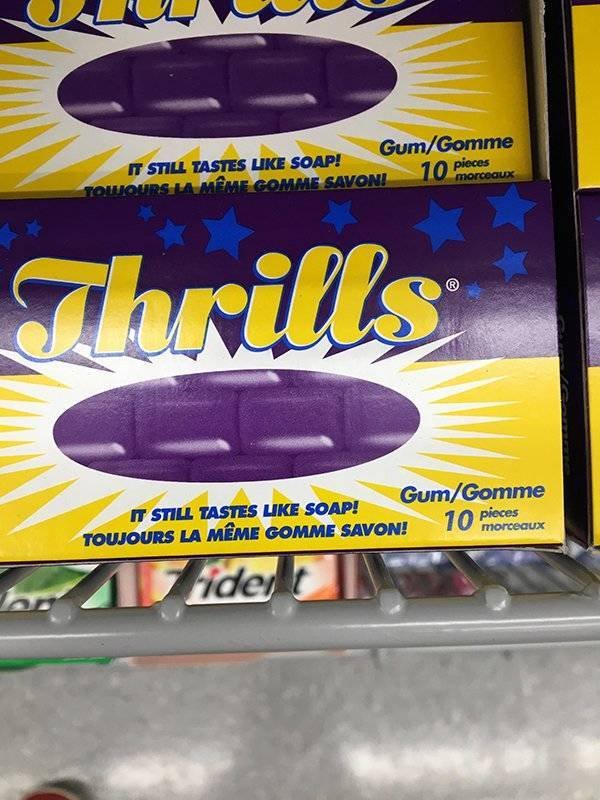 Thrills
Gum/Gomme
IT STILL TASTES LIKE SOAP!
10 pieces
morceaux
TOUJOURS LA MÊME GOMME SAVON!
Thrills®
Gum/Gomme
IT STILL TASTES LIKE SOAP!
10 pieces
morceaux
TOUJOURS LA MÊME GOMME SAVON!
Trident